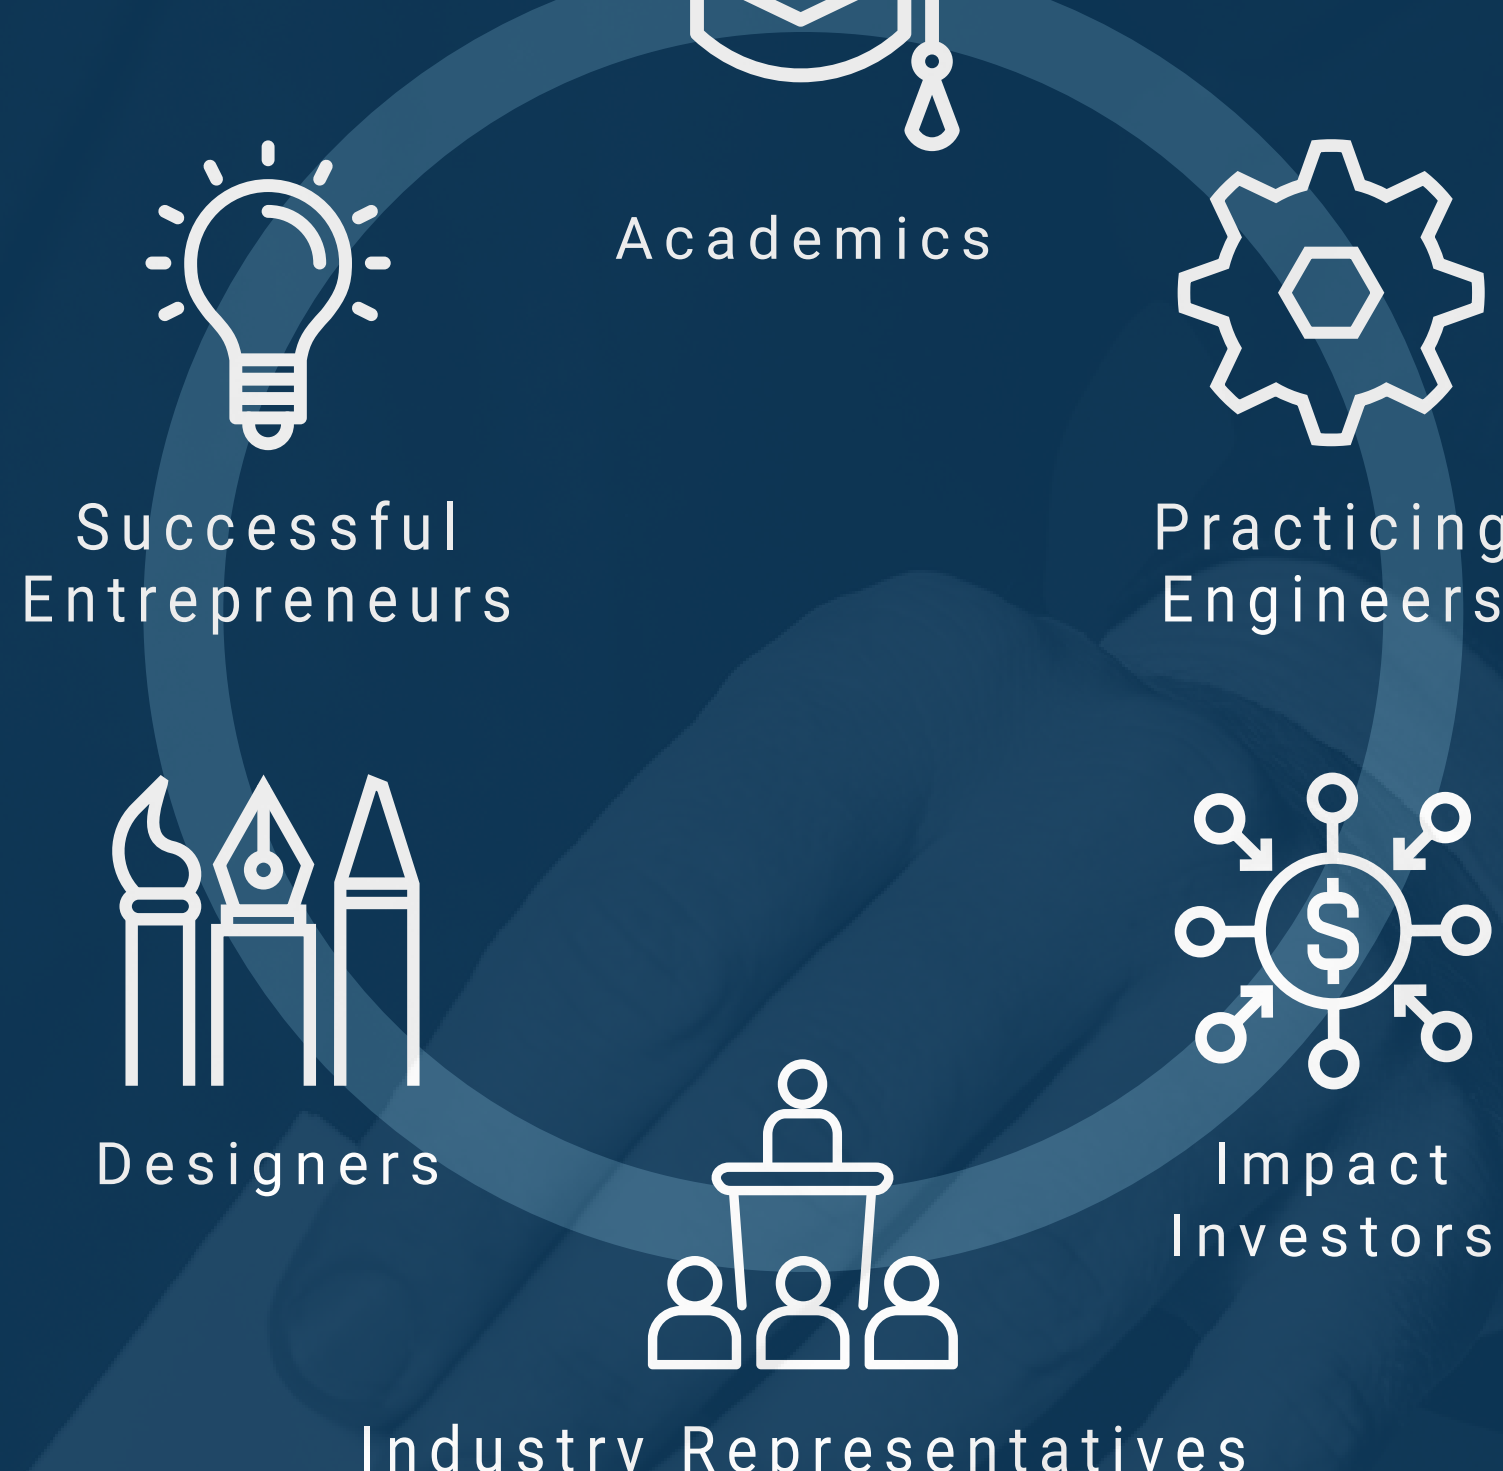 Academics
Successful
Entrepreneurs
Practicing
Engineers
Designers
$
Impact
Investors
Industry Representatives